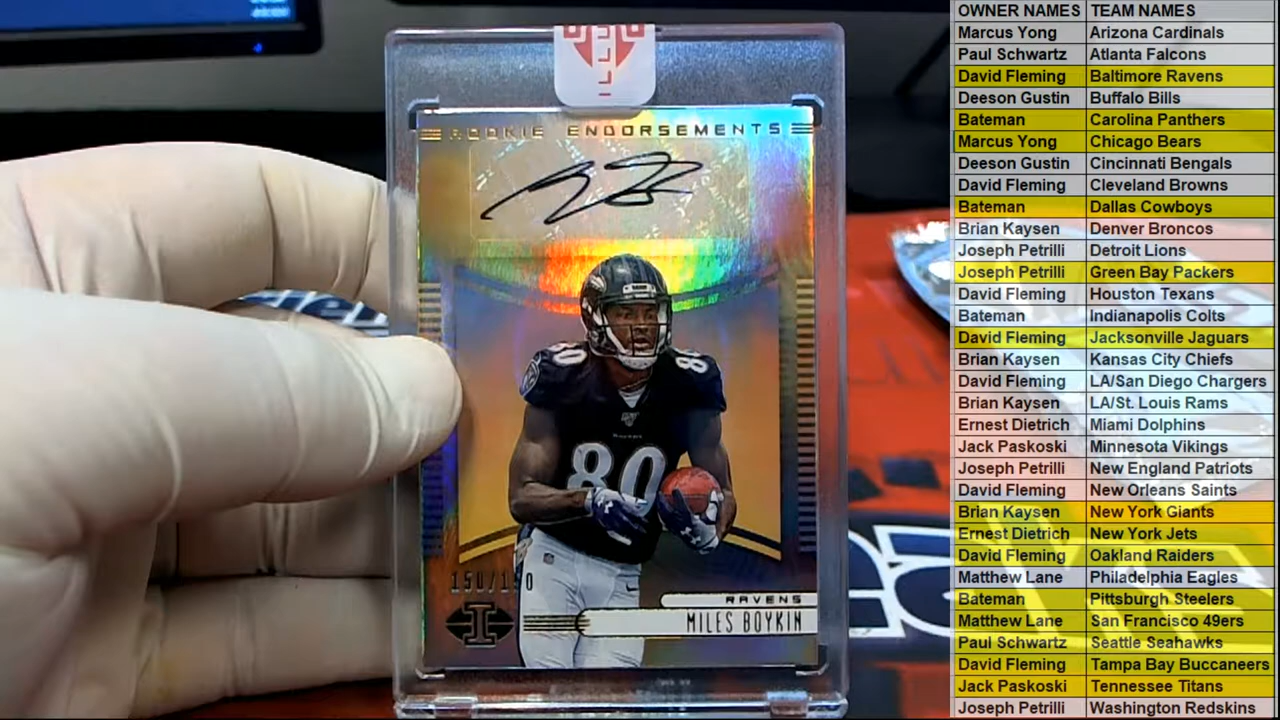 ROOKIE ENDORSEMENTS
80
80
80
150/150
RAVENS
MILES BOYKIN
OWNER NAMES TEAM NAMES
Marcus Yong Arizona Cardinals
Paul Schwartz Atlanta Falcons
David Fleming Baltimore Ravens
Deeson Gustin Buffalo Bills
Bateman Carolina Panthers
Marcus Yong Chicago Bears
Deeson Gustin Cincinnati Bengals
David Fleming Cleveland Browns
Bateman Dallas Cowboys
Brian Kaysen Denver Broncos
Joseph Petrilli Detroit Lions
Joseph Petrilli Green Bay Packers
David Fleming Houston Texans
Bateman Indianapolis Colts
David Fleming Jacksonville Jaguars
Brian Kaysen Kansas City Chiefs
David Fleming LA/San Diego Chargers
Brian Kaysen LA/St. Louis Rams
Ernest Dietrich Miami Dolphins
Jack Paskoski Minnesota Vikings
Joseph Petrilli New England Patriots
David Fleming New Orleans Saints
Brian Kaysen New York Giants
Ernest Dietrich New York Jets
David Fleming Oakland Raiders
Matthew Lane Philadelphia Eagles
Bateman Pittsburgh Steelers
Matthew Lane San Francisco 49ers
Paul Schwartz Seattle Seahawks
David Fleming Tampa Bay Buccaneers
Jack Paskoski Tennessee Titans
Joseph Petrilli Washington Redskins